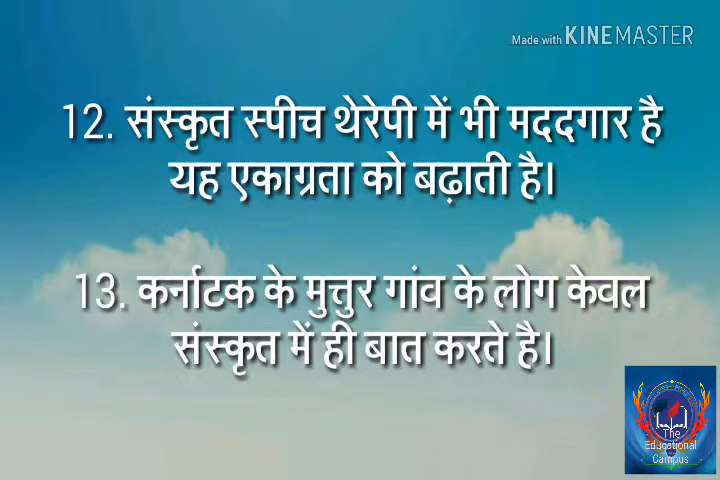 Made with KINEMASTER
12. संस्कृत स्पीच थेरेपी में भी मददगार है
यह एकाग्रता को बढ़ाती है।
13. कर्नाटक के मुत्तुर गांव के लोग केवल
संस्कृत में ही बात करते है।
The
Educational
Campus